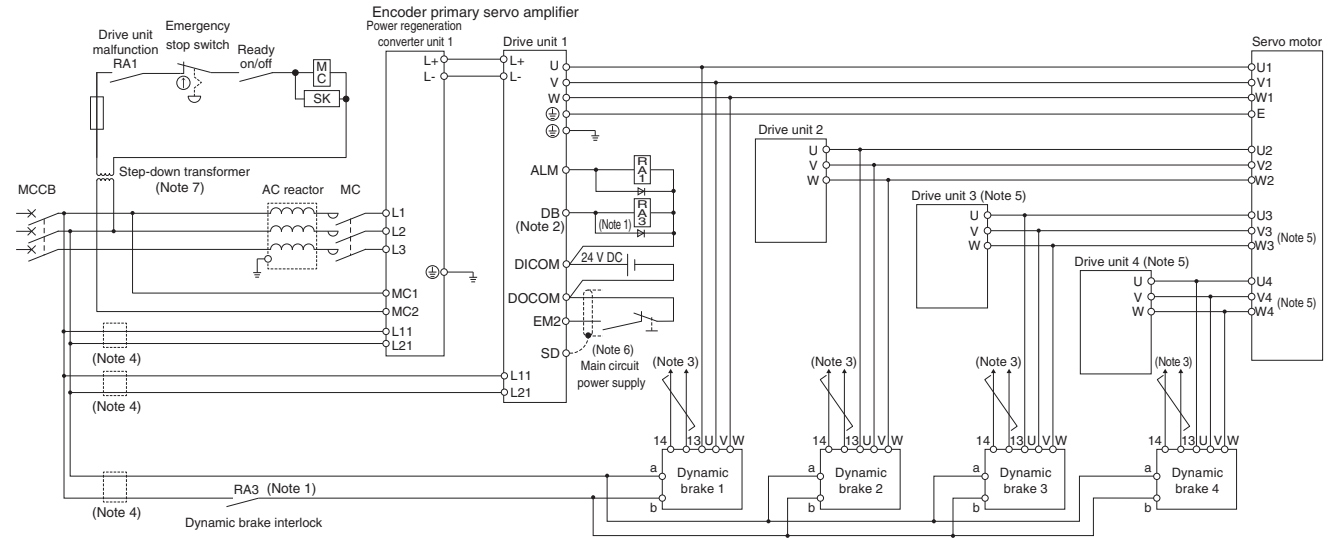 Encoder primary servo amplifier
Drive unit malfunction RA1
Emergency stop switch
Ready on/off
M C
SK
Power regeneration converter unit 1
L+
L-
L1
L2
L3
MC1
MC2
L11
L21
Drive unit 1
L+
L-
U
V
W
ALM
DB
(Note 2)
DICOM
DOCOM
EM2
SD
L11
L21
R A 1
R A 3
(Note 1)
24 V DC
(Note 6)
Main circuit power supply
Step-down transformer
(Note 7)
MCCB
AC reactor
MC
(Note 4)
(Note 4)
(Note 4)
RA3 (Note 1)
Dynamic brake interlock
Drive unit 2
U
V
W
Drive unit 3 (Note 5)
U
V
W
Drive unit 4 (Note 5)
U
V
W
Servo motor
U1
V1
W1
E
U2
V2
W2
U3
V3
W3
(Note 5)
U4
V4
W4
(Note 5)
(Note 3)
14 13 U V W
a
b
Dynamic brake 1
(Note 3)
14 13 U V W
a
b
Dynamic brake 2
(Note 3)
14 13 U V W
a
b
Dynamic brake 3
(Note 3)
14 13 U V W
a
b
Dynamic brake 4